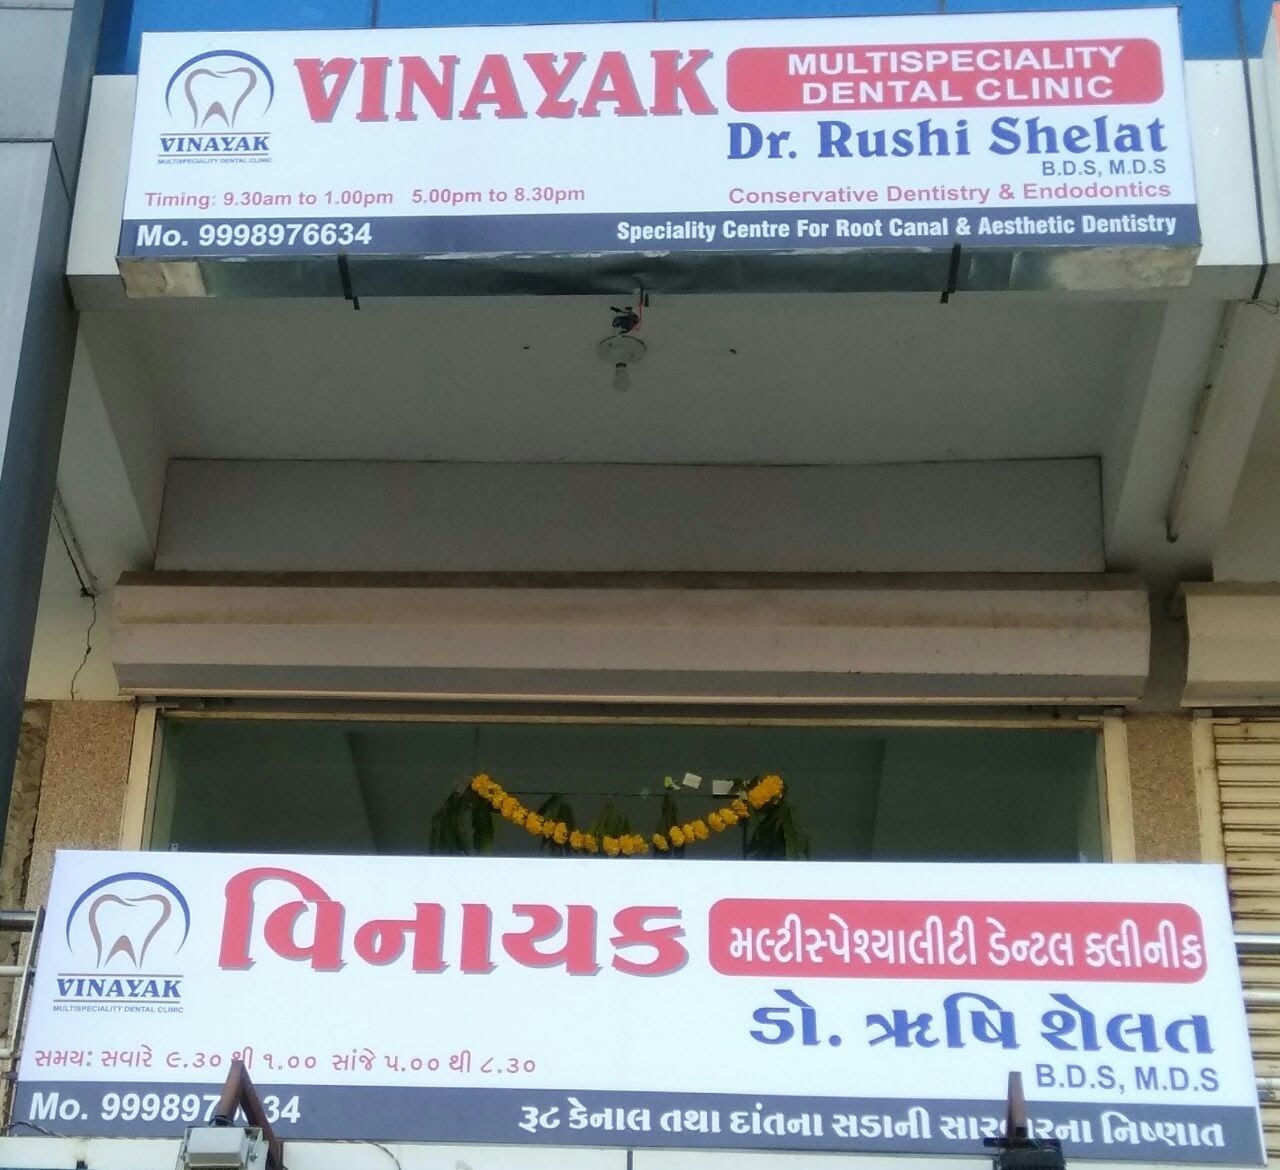 VINAYAK
MULTISPECIALITY
DENTAL CLINIC
VINAYAK
MULTISPECIALITY DENTAL CLINIC
Dr. Rushi Shelat
B.D.S, M.D.S
Timing: 9.30am to 1.00pm 5.00pm to 8.30pm
Conservative Dentistry & Endodontics
Mo. 9998976634
Speciality Centre For Root Canal & Aesthetic Dentistry
વિનાયક
મલ્ટીસ્પેશ્યાલીટી ડેન્ટલ ક્લીનીક
VINAYAK
MULTISPECIALITY DENTAL CLINIC
ડો. ઋષિ શેલત
B.D.S, M.D.S
સમય: સવારે ૯.૩૦ થી ૧.૦૦ સાંજે ૫.૦૦ થી ૮.૩૦
Mo.
રૂટ કેનાલ તથા દાંતના સડાની નિષ્ણાત